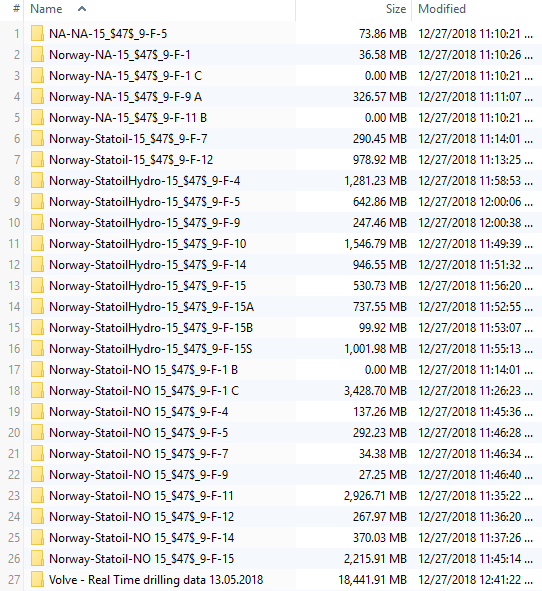 # Name Size Modified
1 NA-NA-15_$47$_9-F-5 73.86 MB 12/27/2018 11:10:21 ...
2 Norway-NA-15_$47$_9-F-1 36.58 MB 12/27/2018 11:10:26 ...
3 Norway-NA-15_$47$_9-F-1 C 0.00 MB 12/27/2018 11:10:21 ...
4 Norway-NA-15_$47$_9-F-9 A 326.57 MB 12/27/2018 11:11:07 ...
5 Norway-NA-15_$47$_9-F-11 B 0.00 MB 12/27/2018 11:10:21 ...
6 Norway-Statoil-15_$47$_9-F-7 290.45 MB 12/27/2018 11:14:01 ...
7 Norway-Statoil-15_$47$_9-F-12 978.92 MB 12/27/2018 11:13:25 ...
8 Norway-StatoilHydro-15_$47$_9-F-4 1,281.23 MB 12/27/2018 11:58:53 ...
9 Norway-StatoilHydro-15_$47$_9-F-5 642.86 MB 12/27/2018 12:00:06 ...
10 Norway-StatoilHydro-15_$47$_9-F-9 247.46 MB 12/27/2018 12:00:38 ...
11 Norway-StatoilHydro-15_$47$_9-F-10 1,546.79 MB 12/27/2018 11:49:39 ...
12 Norway-StatoilHydro-15_$47$_9-F-14 946.55 MB 12/27/2018 11:51:32 ...
13 Norway-StatoilHydro-15_$47$_9-F-15 530.73 MB 12/27/2018 11:56:20 ...
14 Norway-StatoilHydro-15_$47$_9-F-15A 737.55 MB 12/27/2018 11:52:55 ...
15 Norway-StatoilHydro-15_$47$_9-F-15B 99.92 MB 12/27/2018 11:53:07 ...
16 Norway-StatoilHydro-15_$47$_9-F-15S 1,001.98 MB 12/27/2018 11:55:13 ...
17 Norway-Statoil-NO 15_$47$_9-F-1 B 0.00 MB 12/27/2018 11:14:01 ...
18 Norway-Statoil-NO 15_$47$_9-F-1 C 3,428.70 MB 12/27/2018 11:26:23 ...
19 Norway-Statoil-NO 15_$47$_9-F-4 137.26 MB 12/27/2018 11:45:36 ...
20 Norway-Statoil-NO 15_$47$_9-F-5 292.23 MB 12/27/2018 11:46:28 ...
21 Norway-Statoil-NO 15_$47$_9-F-7 34.38 MB 12/27/2018 11:46:34 ...
22 Norway-Statoil-NO 15_$47$_9-F-9 27.25 MB 12/27/2018 11:46:40 ...
23 Norway-Statoil-NO 15_$47$_9-F-11 2,926.71 MB 12/27/2018 11:35:22 ...
24 Norway-Statoil-NO 15_$47$_9-F-12 267.97 MB 12/27/2018 11:36:20 ...
25 Norway-Statoil-NO 15_$47$_9-F-14 370.03 MB 12/27/2018 11:37:26 ...
26 Norway-Statoil-NO 15_$47$_9-F-15 2,215.91 MB 12/27/2018 11:45:14 ...
27 Volve - Real Time drilling data 13.05.2018 18,441.91 MB 12/27/2018 12:41:22 ...